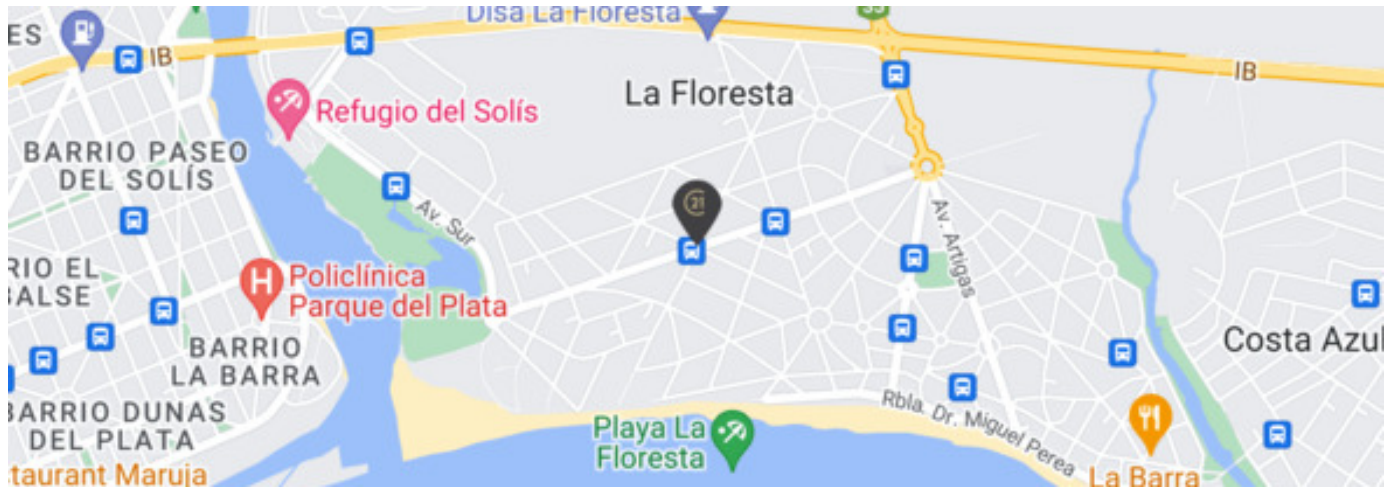 Disa La Floresta
35
ES
IB
IB
La Floresta
Refugio del Solís
BARRIO PASEO
DEL SOLÍS
21
Av. Sur
Av. Artigas
RIO EL
BALSE
H
Policlínica
Parque del Plata
BARRIO
LA BARRA
Costa Azul
BARRIO DUNAS
DEL PLATA
Rbla. Dr. Miguel Perea
Playa La
Floresta
staurant Maruja
La Barra